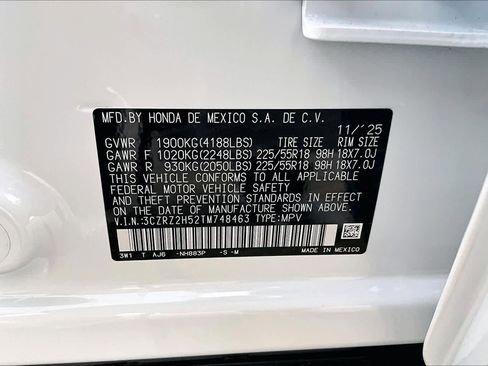 MFD.BY HONDA DE MEXICO S.A. DE C.V.
11/'25
GVWR 1900KG(4188LBS) TIRE SIZE RIM SIZE
GAWR F 1020KG(2248LBS) 225/55R18 98H 18X7.0J
GAWR R 930KG(2050LBS) 225/55R18 98H 18X7.0J
THIS VEHICLE CONFORMS TO ALL APPLICABLE
FEDERAL MOTOR VEHICLE SAFETY
AND THEFT PREVENTION STANDARDS IN EFFECT
ON THE DATE OF MANUFACTURE SHOWN ABOVE.
V.I.N.:3CZRZ2H52TM748463 TYPE:MPV
3W1 T AJ6 -NH883P -S -M MADE IN MEXICO